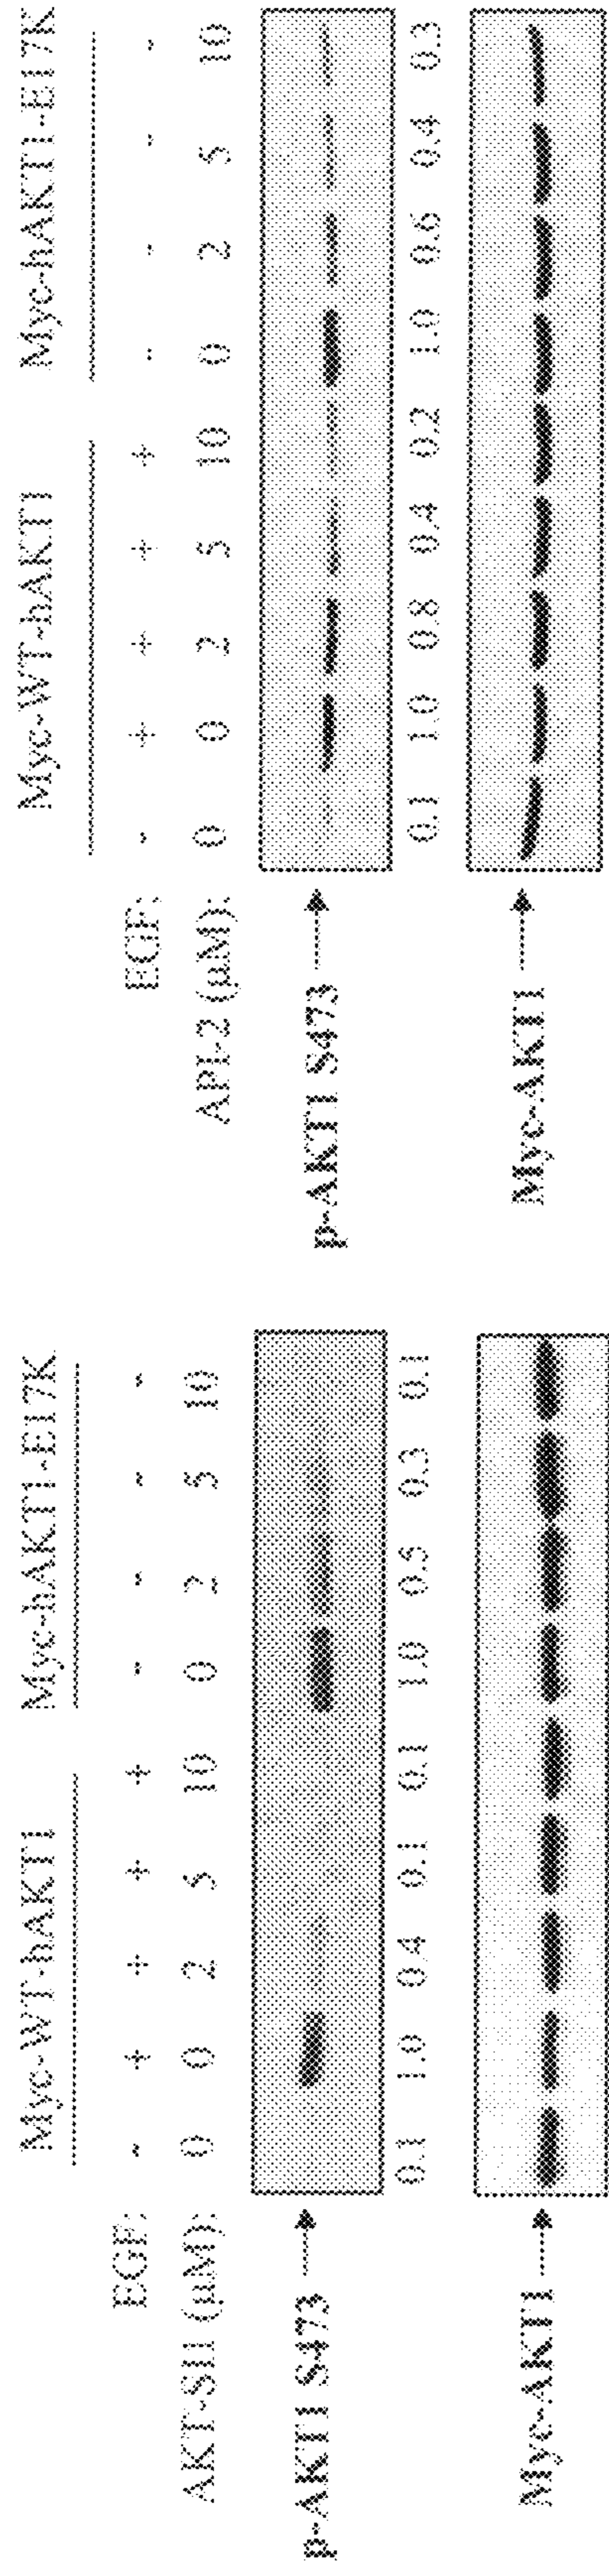 Myc-WT-hAKT1 Myc-hAKT1-E17K
EGF: - + + + + - - - -
AKT-SI1 (µM): 0 0 2 5 10 0 2 5 10
p-AKT1 S473
0.1 1.0 0.4 0.1 0.1 1.0 0.5 0.3 0.1
Myc-AKT1
Myc-WT-hAKT1 Myc-hAKT1-E17K
EGF: - + + + + - - - -
API-2 (µM): 0 0 2 5 10 0 2 5 10
p-AKT1 S473
0.1 1.0 0.8 0.4 0.2 1.0 0.6 0.4 0.3
Myc-AKT1